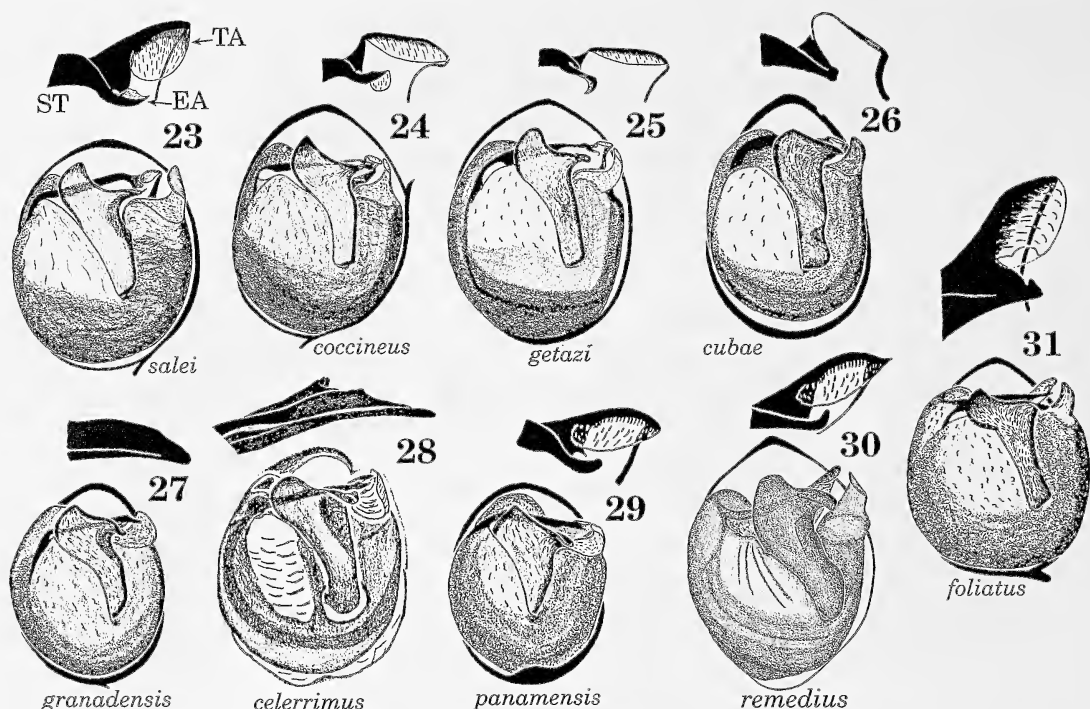 TA
ST
EA
23
24
25
26
salei
coccineus
getazi
cubae
31
foliatus
27
28
29
30
granadensis
celerrimus
panamensis
remedius